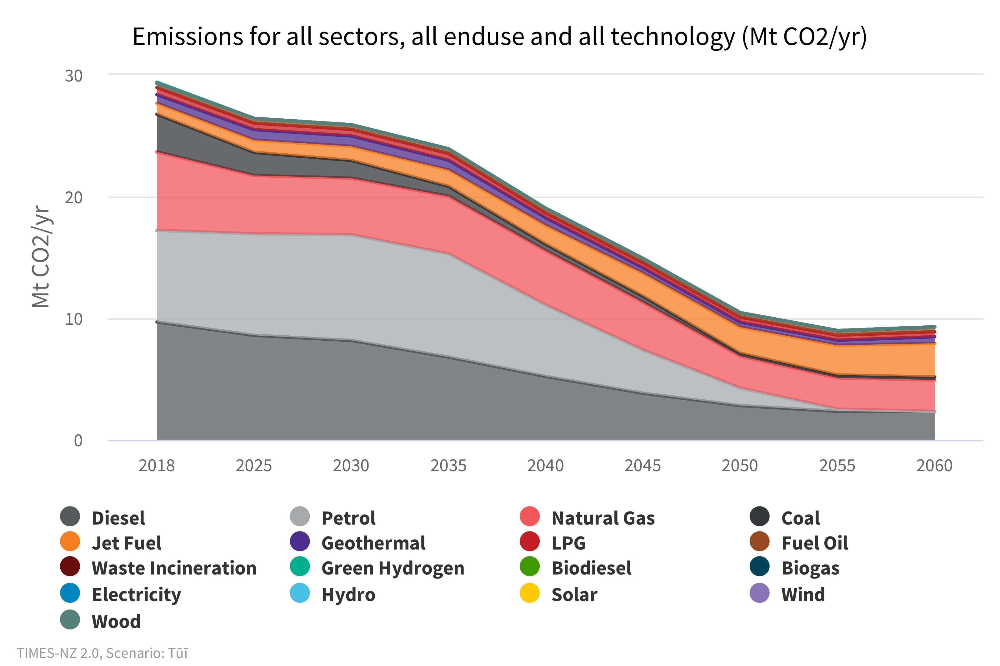 Emissions for all sectors, all enduse and all technology (Mt CO2/yr)
Mt CO2/yr
30
20
10
0
2018 2025 2030 2035 2040 2045 2050 2055 2060
Diesel Petrol Natural Gas Coal
Jet Fuel Geothermal LPG Fuel Oil
Waste Incineration Green Hydrogen Biodiesel Biogas
Electricity Hydro Solar Wind
Wood
TIMES-NZ 2.0, Scenario: Tūī